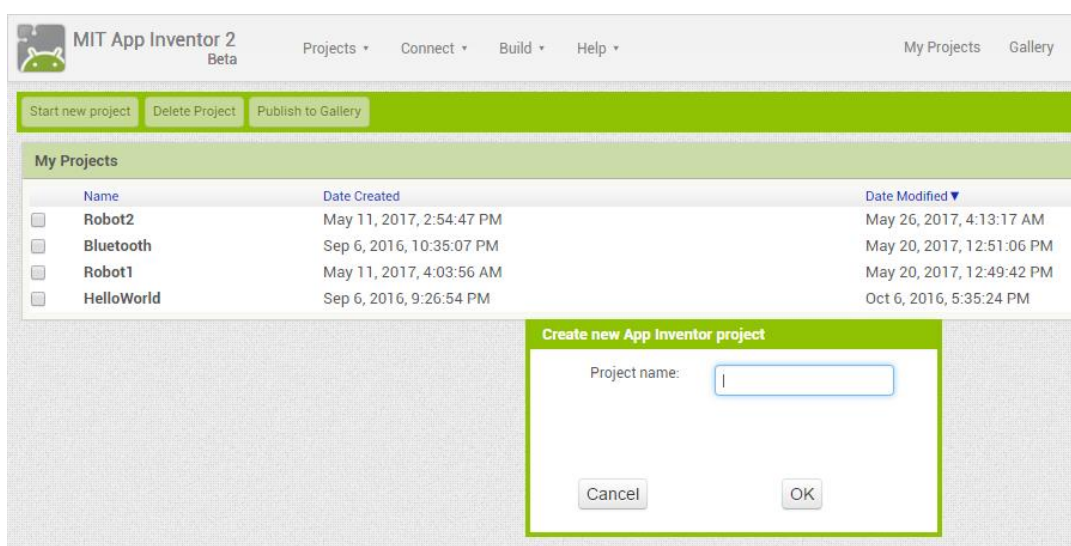 MIT App Inventor 2
Beta
Projects Connect Build Help My Projects Gallery
Start new project Delete Project Publish to Gallery
My Projects
Name Date Created Date Modified▼
Robot2 May 11, 2017, 2:54:47 PM May 26, 2017, 4:13:17 AM
Bluetooth Sep 6, 2016, 10:35:07 PM May 20, 2017, 12:51:06 PM
Robot1 May 11, 2017, 4:03:56 AM May 20, 2017, 12:49:42 PM
HelloWorld Sep 6, 2016, 9:26:54 PM Oct 6, 2016, 5:35:24 PM
Create new App Inventor project
Project name:
Cancel OK